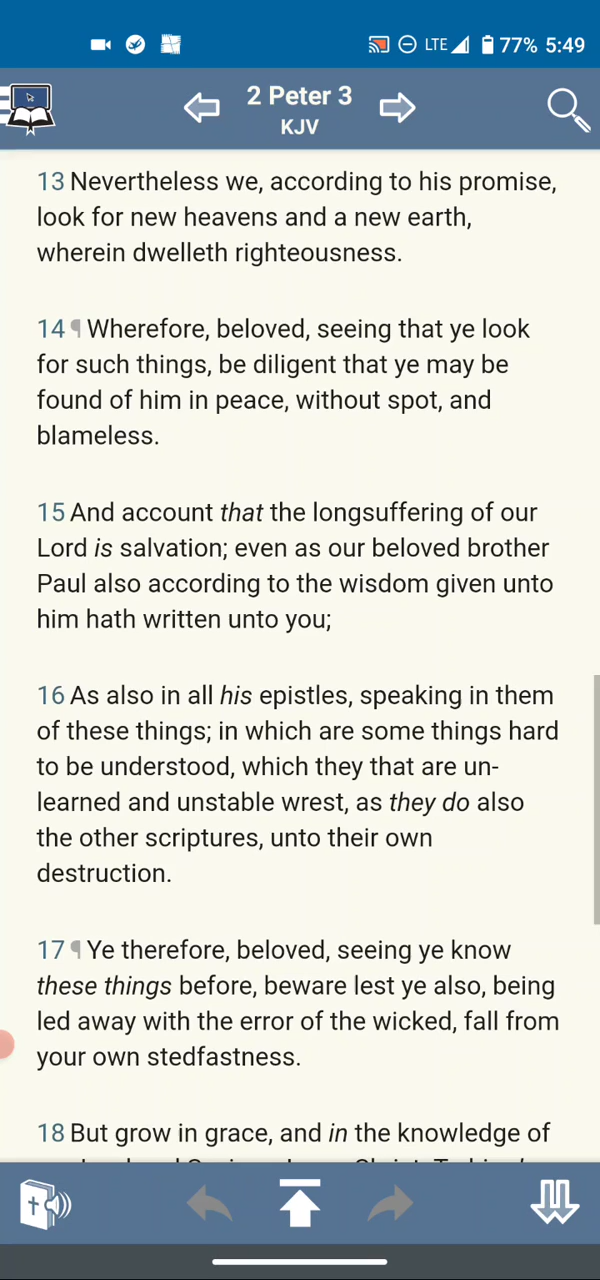 LTE 77% 5:49
2 Peter 3
KJV
13 Nevertheless we, according to his promise,
look for new heavens and a new earth,
wherein dwelleth righteousness.
14 ¶ Wherefore, beloved, seeing that ye look
for such things, be diligent that ye may be
found of him in peace, without spot, and
blameless.
15 And account that the longsuffering of our
Lord is salvation; even as our beloved brother
Paul also according to the wisdom given unto
him hath written unto you;
16 As also in all his epistles, speaking in them
of these things; in which are some things hard
to be understood, which they that are un-
learned and unstable wrest, as they do also
the other scriptures, unto their own
destruction.
17 ¶ Ye therefore, beloved, seeing ye know
these things before, beware lest ye also, being
led away with the error of the wicked, fall from
your own stedfastness.
18 But grow in grace, and in the knowledge of